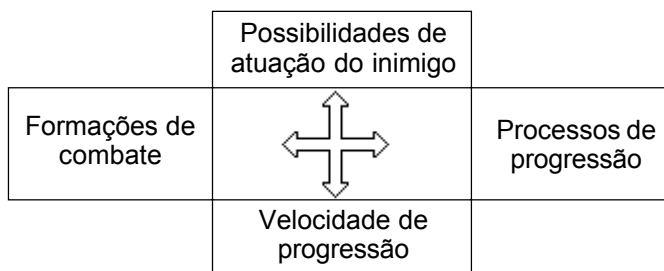 Possibilidades de
atuação do inimigo
Formações de
combate
Processos de
progressão
Velocidade de
progressão